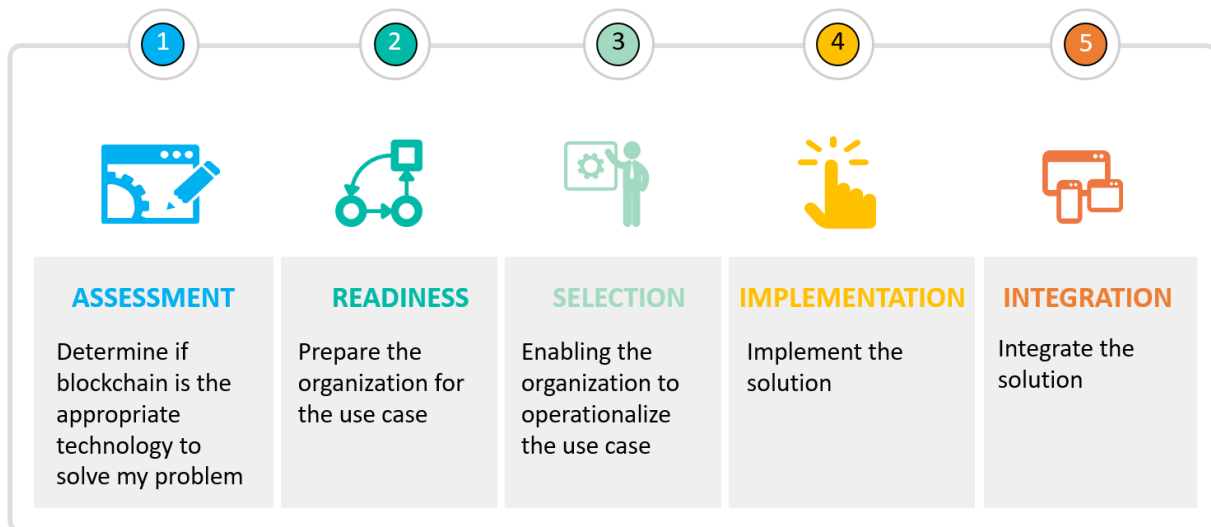 1
2
3
4
5
ASSESSMENT
Determine if
blockchain is the
appropriate
technology to
solve my problem
READINESS
Prepare the
organization for
the use case
SELECTION
Enabling the
organization to
operationalize
the use case
IMPLEMENTATION
Implement the
solution
INTEGRATION
Integrate the
solution